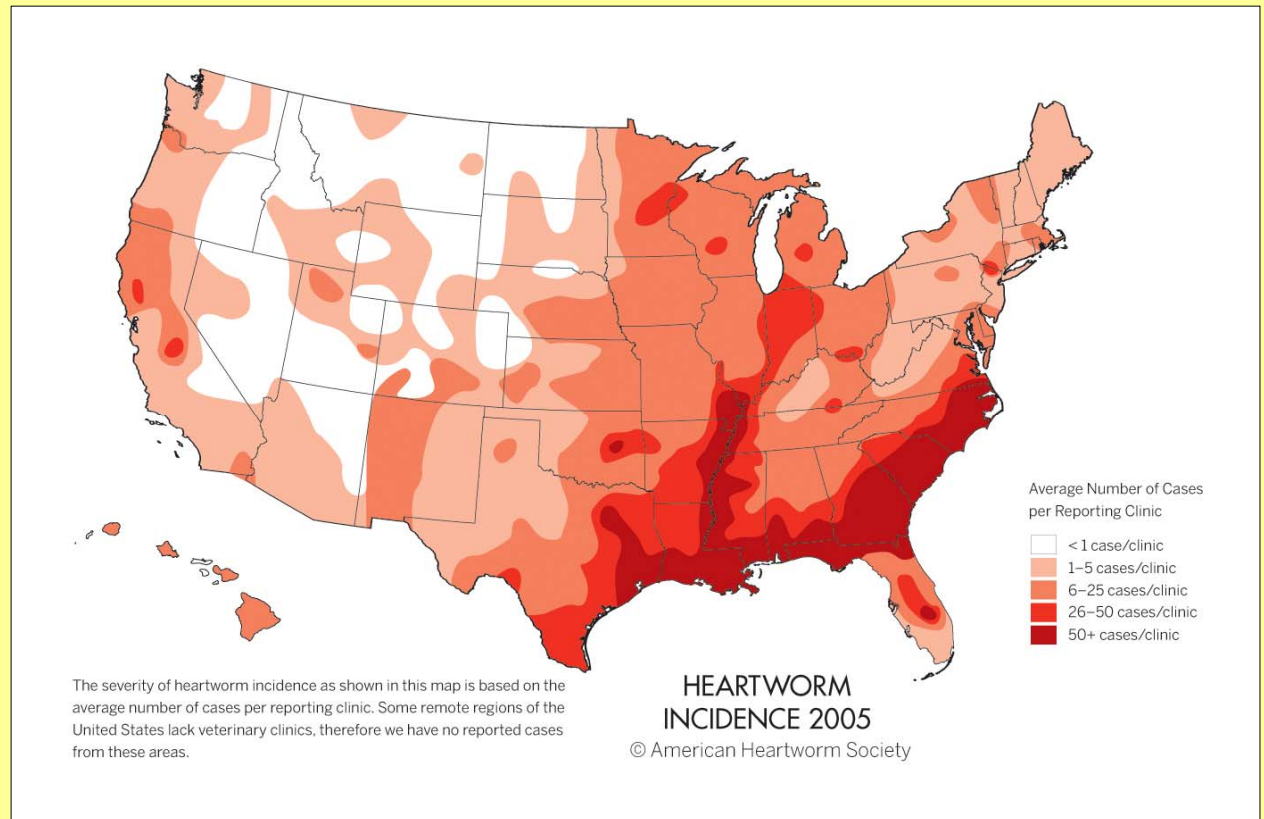 Average Number of Cases
per Reporting Clinic
< 1 case/clinic
1–5 cases/clinic
6–25 cases/clinic
26–50 cases/clinic
50+ cases/clinic
The severity of heartworm incidence as shown in this map is based on the
average number of cases per reporting clinic. Some remote regions of the
United States lack veterinary clinics, therefore we have no reported cases
from these areas.
HEARTWORM
INCIDENCE 2005
© American Heartworm Society